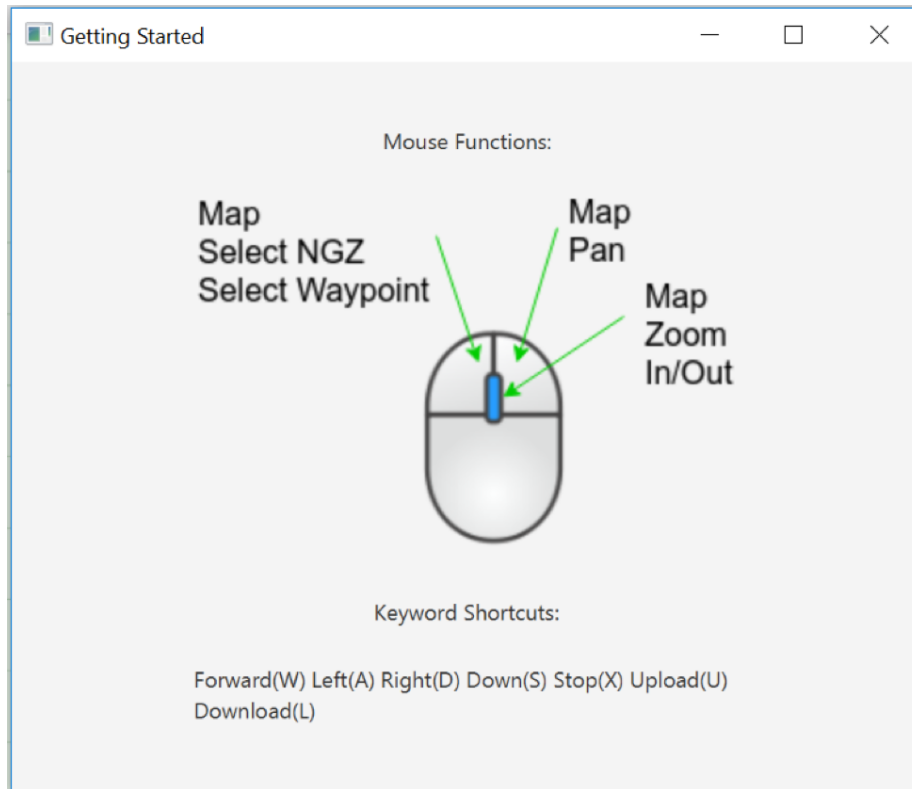 Getting Started
Mouse Functions:
Map
Select NGZ
Select Waypoint
Map
Pan
Map
Zoom
In/Out
Keyword Shortcuts:
Forward(W) Left(A) Right(D) Down(S) Stop(X) Upload(U)
Download(L)